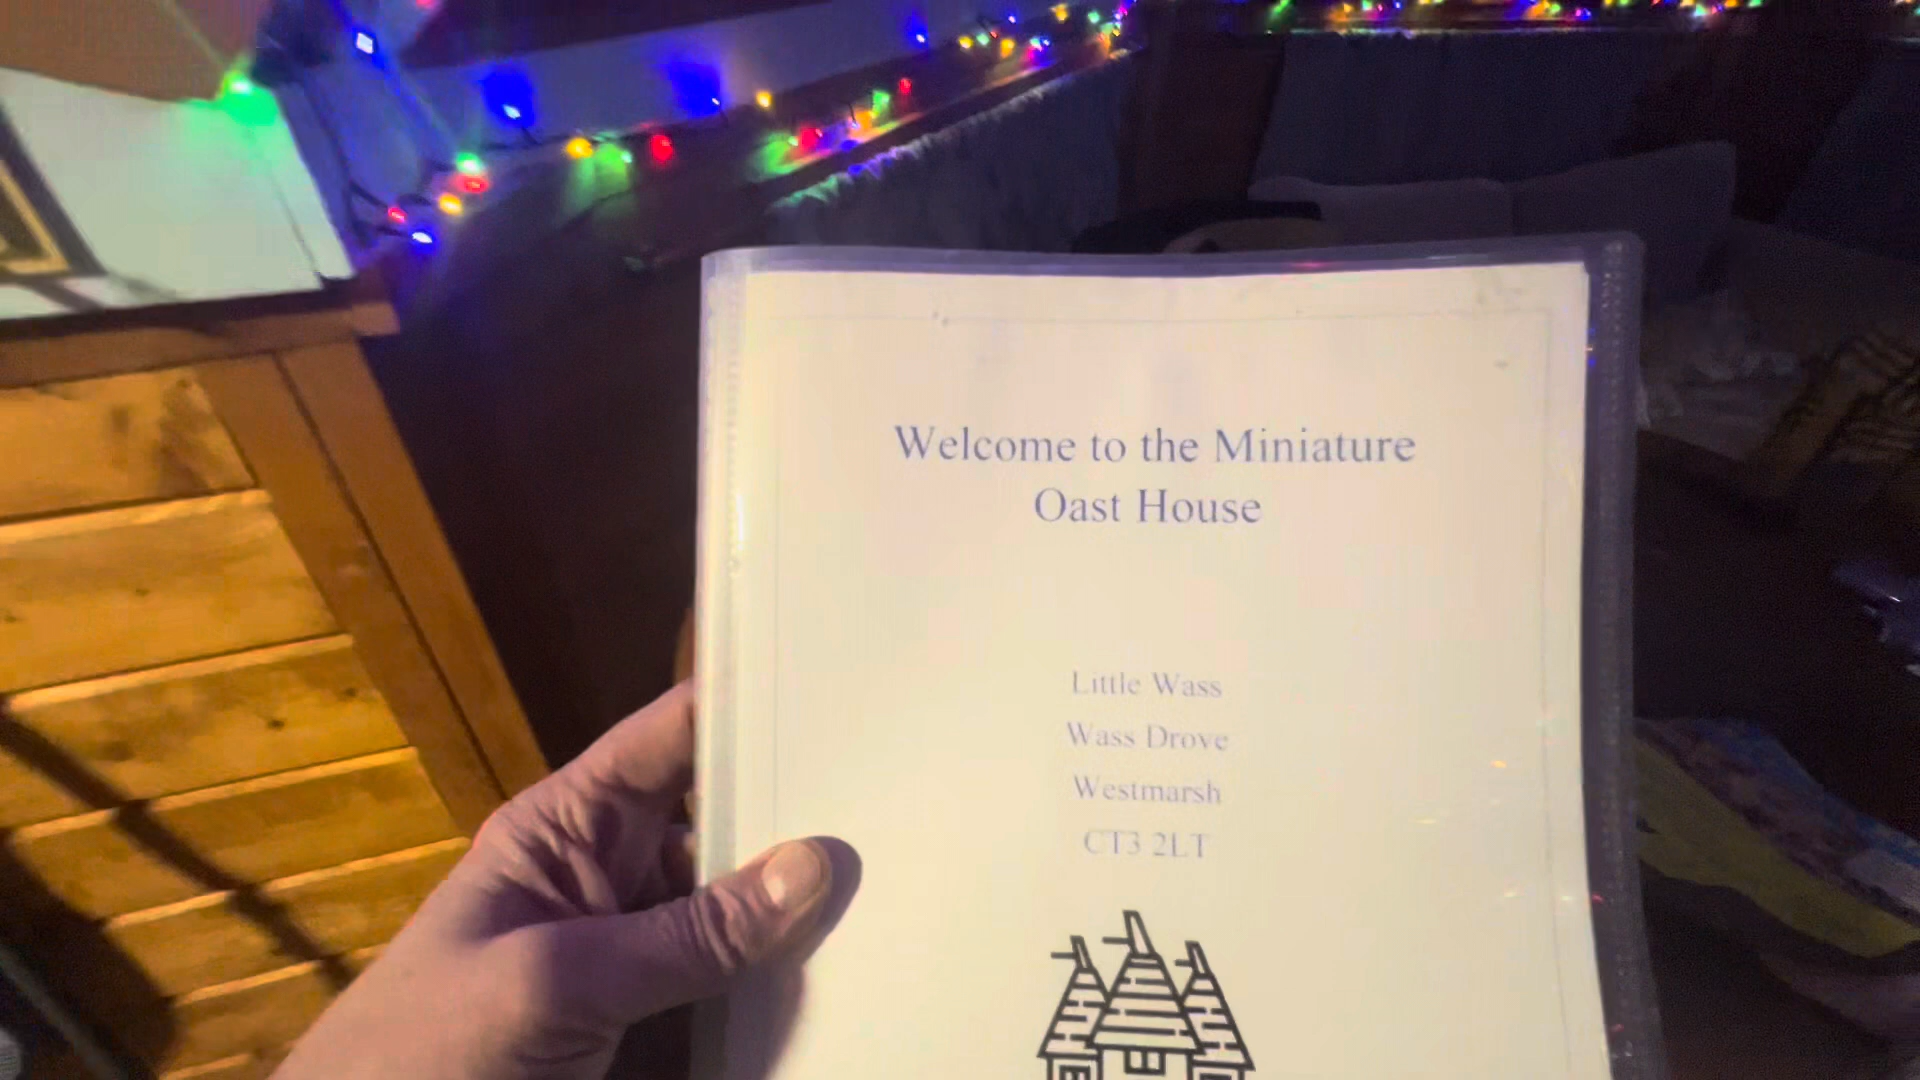 Welcome to the Miniature
Oast House
Little Wass
Wass Drove
Westmarsh
CT3 2LT